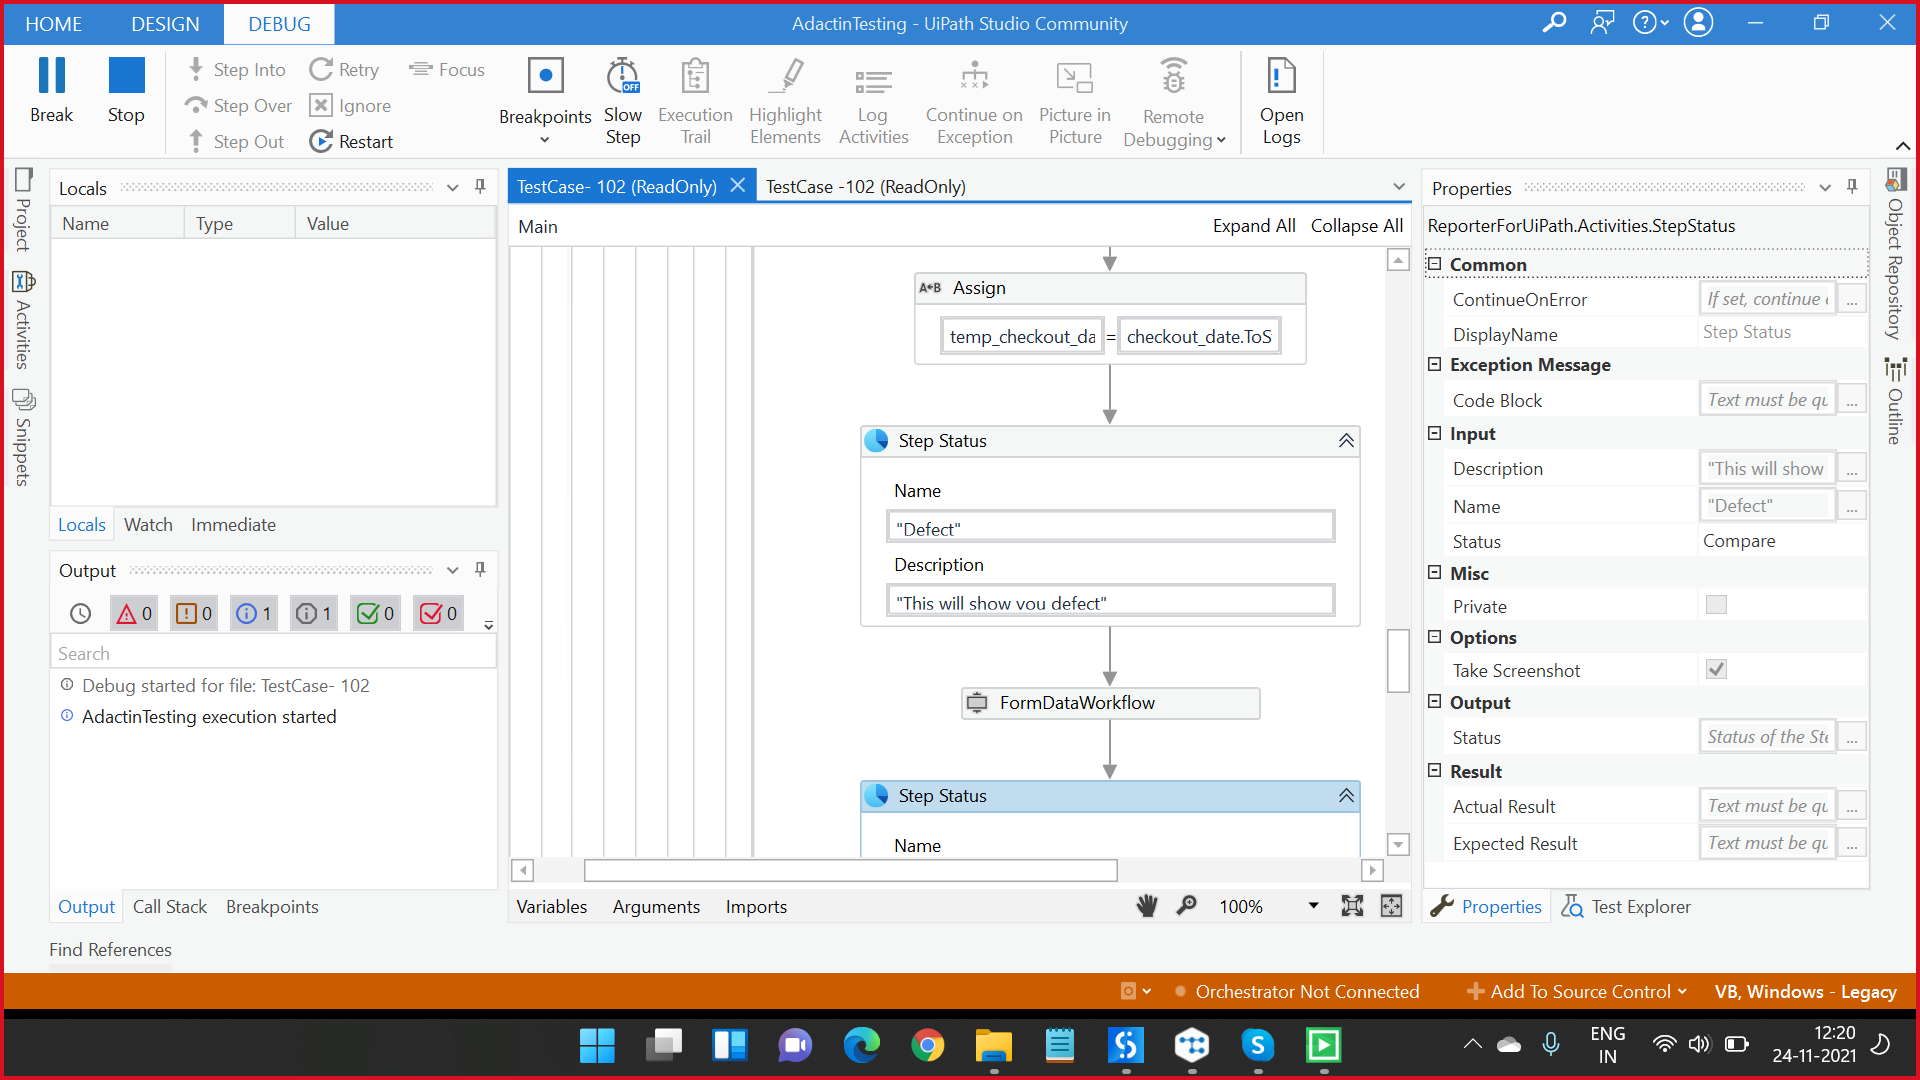 HOME DESIGN DEBUG
AdactinTesting - UiPath Studio Community
Break
Stop
Step Into
Step Over
Step Out
Retry
Ignore
Restart
Focus
Breakpoints
Slow
Step
Execution
Trail
Highlight
Elements
Log
Activities
Continue on
Exception
Picture in
Picture
Remote
Debugging
Open
Logs
Project
Activities
Snippets
Locals
Name Type Value
Locals Watch Immediate
Output
0 0 1 1 0 0
Search
Debug started for file: TestCase- 102
AdactinTesting execution started
Output Call Stack Breakpoints
Find References
TestCase- 102 (ReadOnly) TestCase -102 (ReadOnly)
Main Expand All Collapse All
A+B Assign
temp_checkout_da = checkout_date.ToS
Step Status
Name
"Defect"
Description
"This will show you defect"
FormDataWorkflow
Step Status
Name
Variables Arguments Imports 100%
Properties
ReporterForUiPath.Activities.StepStatus
Common
ContinueOnError If set, continue ...
DisplayName Step Status
Exception Message
Code Block Text must be qu ...
Input
Description "This will show ...
Name "Defect" ...
Status Compare
Misc
Private
Options
Take Screenshot
Output
Status Status of the Ste ...
Result
Actual Result Text must be qu ...
Expected Result Text must be qu ...
Properties Test Explorer
Object Repository
Outline
Orchestrator Not Connected Add To Source Control VB, Windows - Legacy
ENG
IN
12:20
24-11-2021